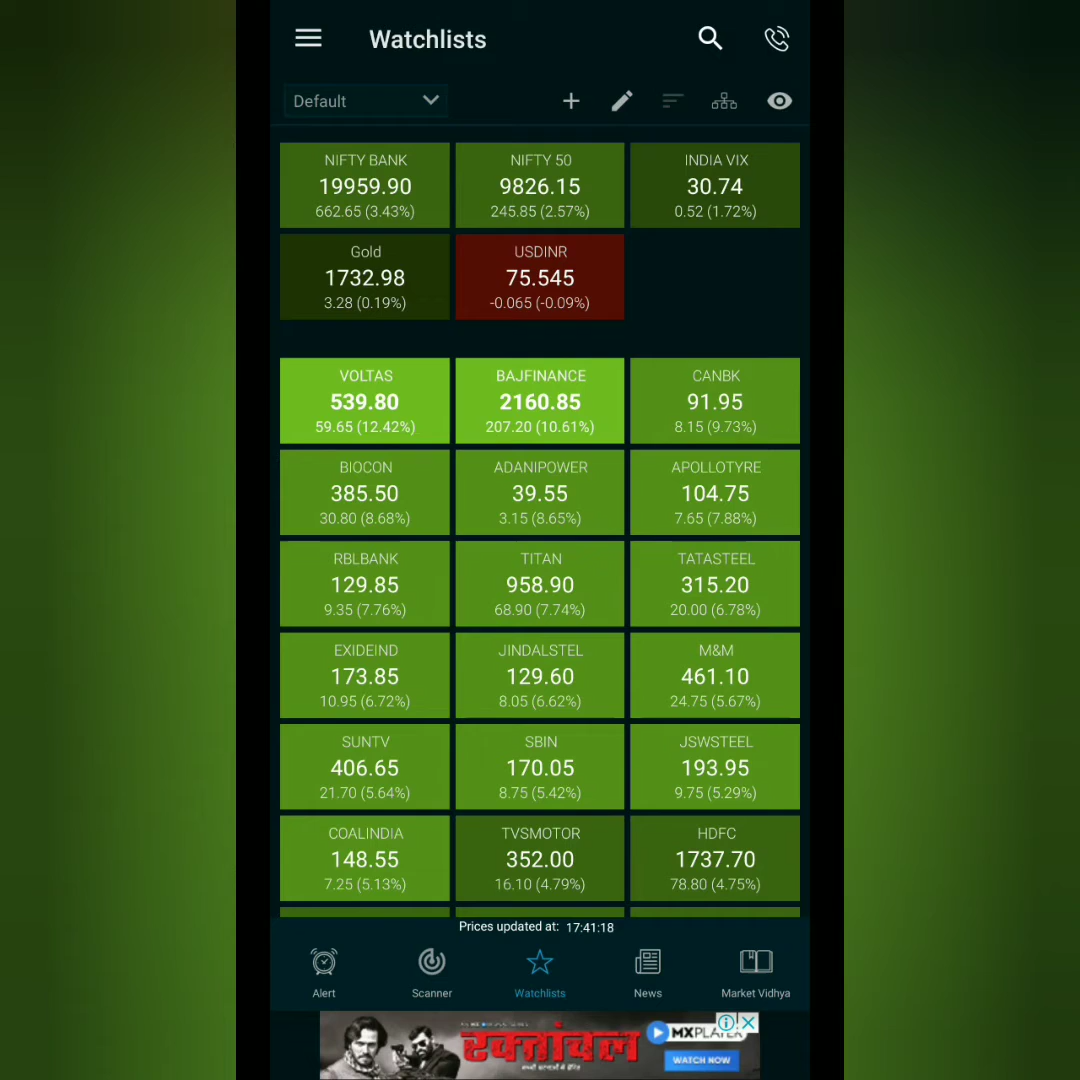 Watchlists
Default
NIFTY BANK
19959.90
662.65 (3.43%)
NIFTY 50
9826.15
245.85 (2.57%)
INDIA VIX
30.74
0.52 (1.72%)
Gold
1732.98
3.28 (0.19%)
USDINR
75.545
-0.065 (-0.09%)
VOLTAS
539.80
59.65 (12.42%)
BAJFINANCE
2160.85
207.20 (10.61%)
CANBK
91.95
8.15 (9.73%)
BIOCON
385.50
30.80 (8.68%)
ADANIPOWER
39.55
3.15 (8.65%)
APOLLOTYRE
104.75
7.65 (7.88%)
RBLBANK
129.85
9.35 (7.76%)
TITAN
958.90
68.90 (7.74%)
TATASTEEL
315.20
20.00 (6.78%)
EXIDEIND
173.85
10.95 (6.72%)
JINDALSTEL
129.60
8.05 (6.62%)
M&M
461.10
24.75 (5.67%)
SUNTV
406.65
21.70 (5.64%)
SBIN
170.05
8.75 (5.42%)
JSWSTEEL
193.95
9.75 (5.29%)
COALINDIA
148.55
7.25 (5.13%)
TVSMOTOR
352.00
16.10 (4.79%)
HDFC
1737.70
78.80 (4.75%)
Prices updated at: 17:41:18
Alert
Scanner
Watchlists
News
Market Vidhya
रक्तांचल
MXPLAYER
WATCH NOW